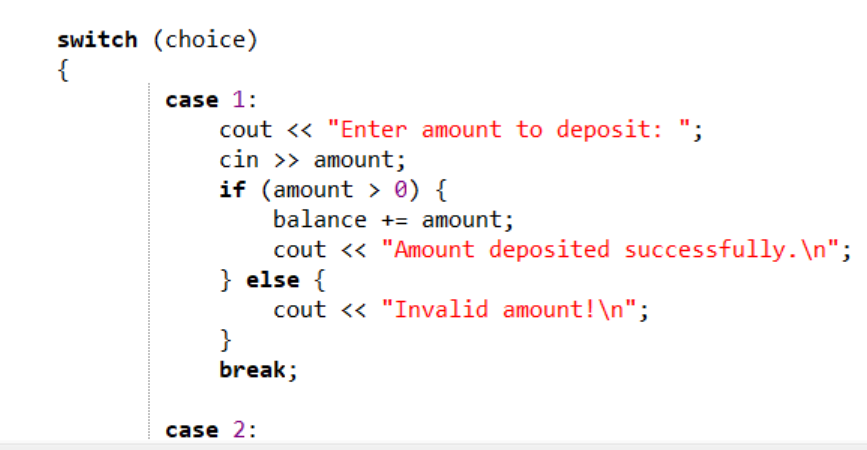 switch (choice)
{
case 1:
cout << "Enter amount to deposit: ";
cin >> amount;
if (amount > 0) {
balance += amount;
cout << "Amount deposited successfully.\n";
} else {
cout << "Invalid amount!\n";
}
break;
case 2: